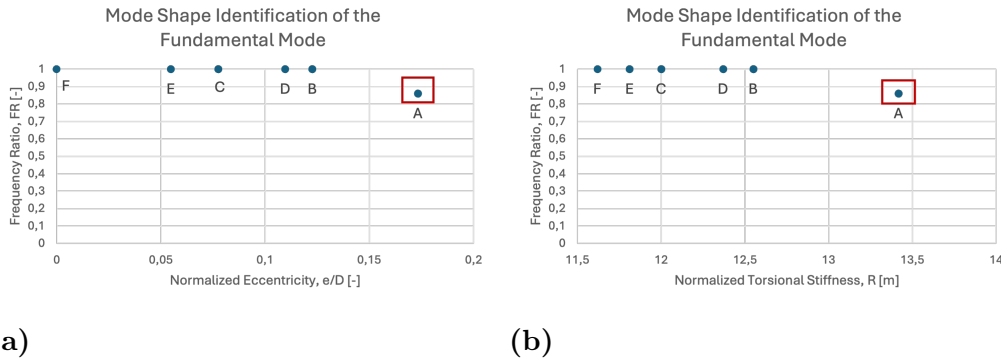 Mode Shape Identification of the
Fundamental Mode
Frequency Ratio, FR [-]
1
0,9
0,8
0,7
0,6
0,5
0,4
0,3
0,2
0,1
0
F
E
C
D
B
A
0
0,05
0,1
0,15
0,2
Normalized Eccentricity, e/D [-]
a)
Mode Shape Identification of the
Fundamental Mode
Frequency Ratio, FR [-]
1
0,9
0,8
0,7
0,6
0,5
0,4
0,3
0,2
0,1
0
F
E
C
D
B
A
11,5
12
12,5
13
13,5
14
Normalized Torsional Stiffness, R [m]
(b)